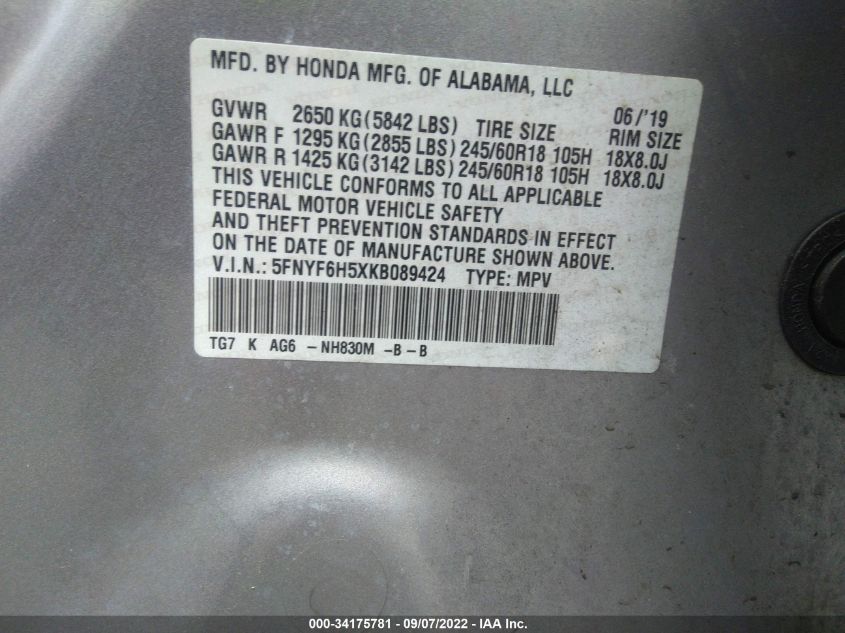 MFD. BY HONDA MFG. OF ALABAMA, LLC
06/'19
GVWR 2650 KG(5842 LBS) TIRE SIZE RIM SIZE
GAWR F 1295 KG(2855 LBS) 245/60R18 105H 18X8.0J
GAWR R 1425 KG(3142 LBS) 245/60R18 105H 18X8.0J
THIS VEHICLE CONFORMS TO ALL APPLICABLE
FEDERAL MOTOR VEHICLE SAFETY
AND THEFT PREVENTION STANDARDS IN EFFECT
ON THE DATE OF MANUFACTURE SHOWN ABOVE.
V.I.N.: 5FNYF6H5XKB089424 TYPE: MPV
TG7 K AG6 -NH830M -B-B
HONDA
000-34175781 - 09/07/2022 - IAA Inc.